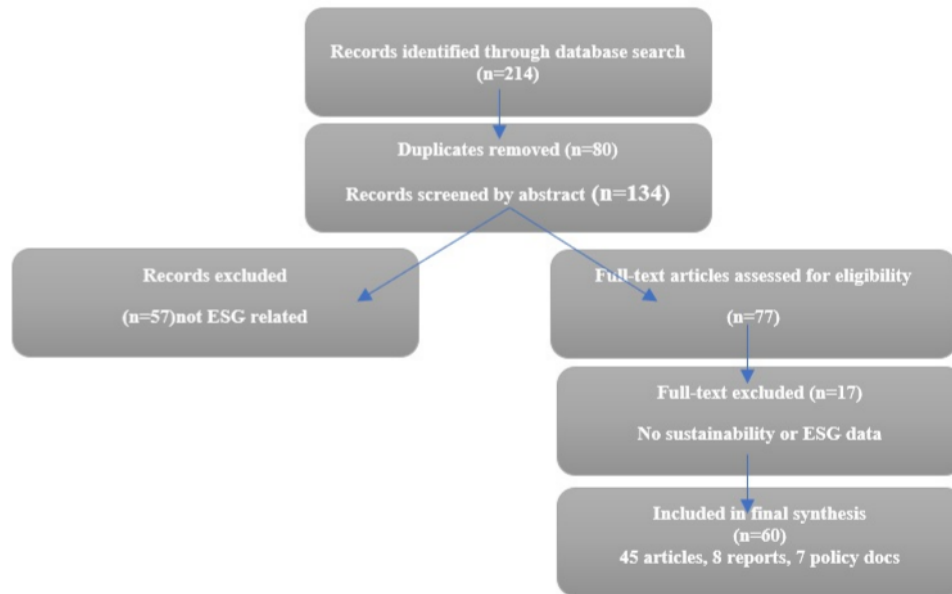 Records identified through database search
(n=214)
Duplicates removed (n=80)
Records screened by abstract (n=134)
Records excluded
(n=57)not ESG related
Full-text articles assessed for eligibility
(n=77)
Full-text excluded (n=17)
No sustainability or ESG data
Included in final synthesis
(n=60)
45 articles, 8 reports, 7 policy docs